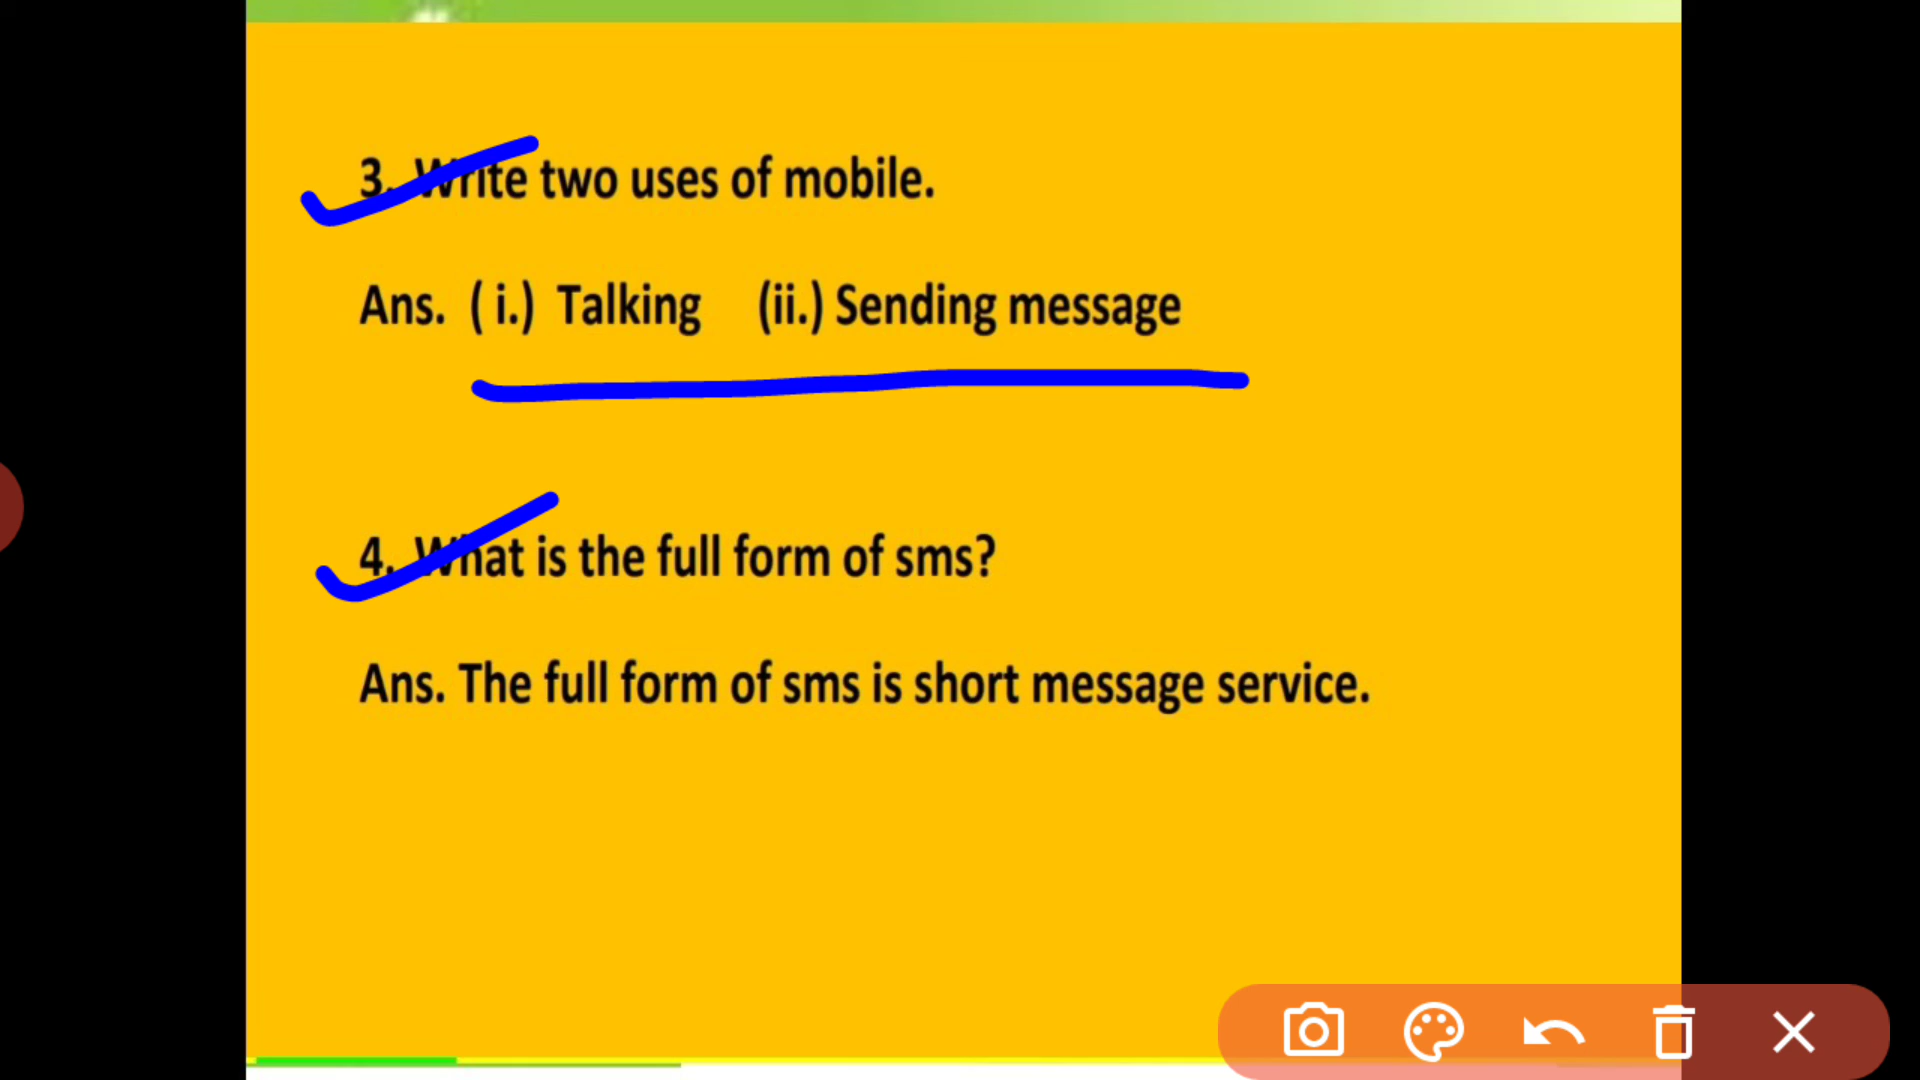 3. Write two uses of mobile.
Ans. ( i.) Talking (ii.) Sending message
4. What is the full form of sms?
Ans. The full form of sms is short message service.